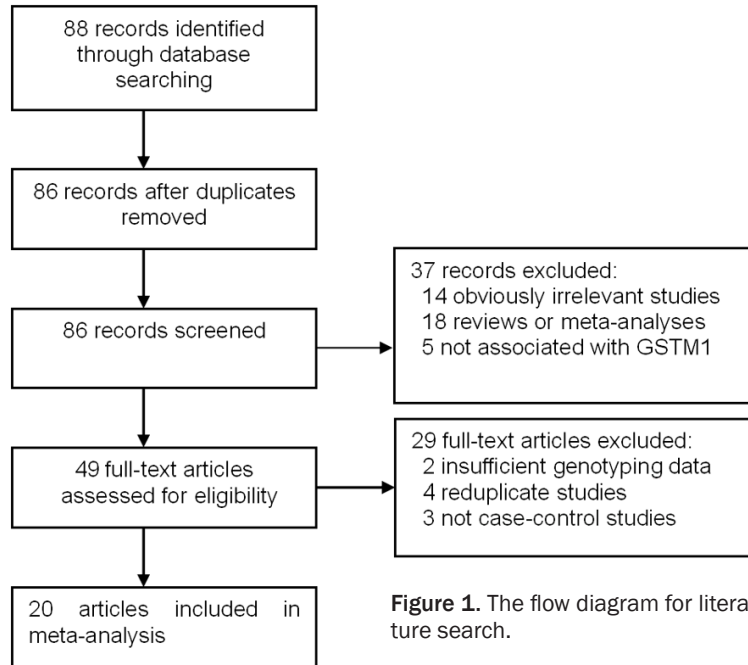 88 records identified
through database
searching
86 records after duplicates
removed
86 records screened
37 records excluded:
14 obviously irrelevant studies
18 reviews or meta-analyses
5 not associated with GSTM1
49 full-text articles
assessed for eligibility
29 full-text articles excluded:
2 insufficient genotyping data
4 reduplicate studies
3 not case-control studies
20 articles included in
meta-analysis
Figure 1. The flow diagram for litera
ture search.